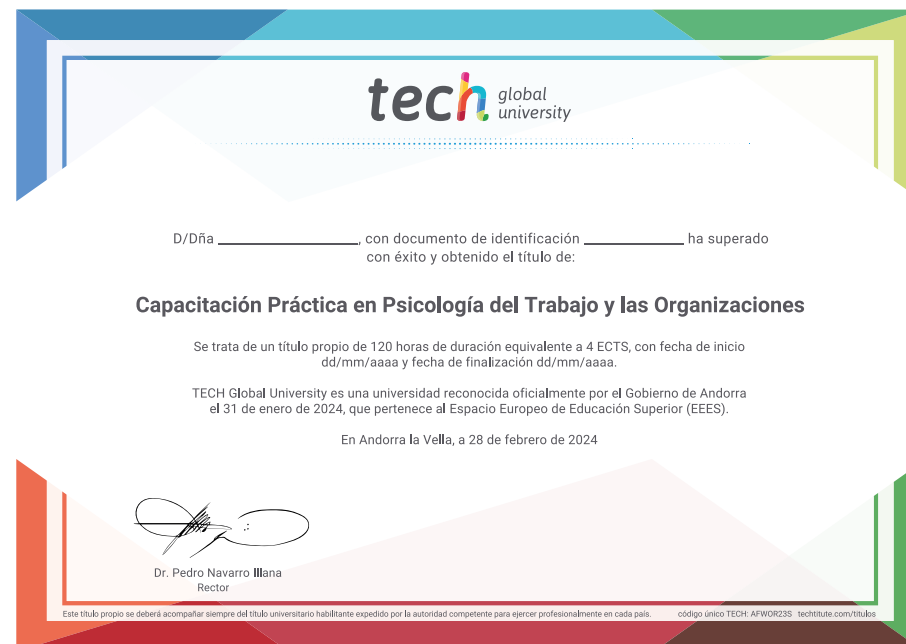 tech global university
D/Dña ____________________, con documento de identificación ______________ ha superado
con éxito y obtenido el título de:
Capacitación Práctica en Psicología del Trabajo y las Organizaciones
Se trata de un título propio de 120 horas de duración equivalente a 4 ECTS, con fecha de inicio
dd/mm/aaaa y fecha de finalización dd/mm/aaaa.
TECH Global University es una universidad reconocida oficialmente por el Gobierno de Andorra
el 31 de enero de 2024, que pertenece al Espacio Europeo de Educación Superior (EEES).
En Andorra la Vella, a 28 de febrero de 2024
Dr. Pedro Navarro Illana
Rector
Este título propio se deberá acompañar siempre del título universitario habilitante expedido por la autoridad competente para ejercer profesionalmente en cada país. código único TECH: AFWOR23S techtitute.com/titulos